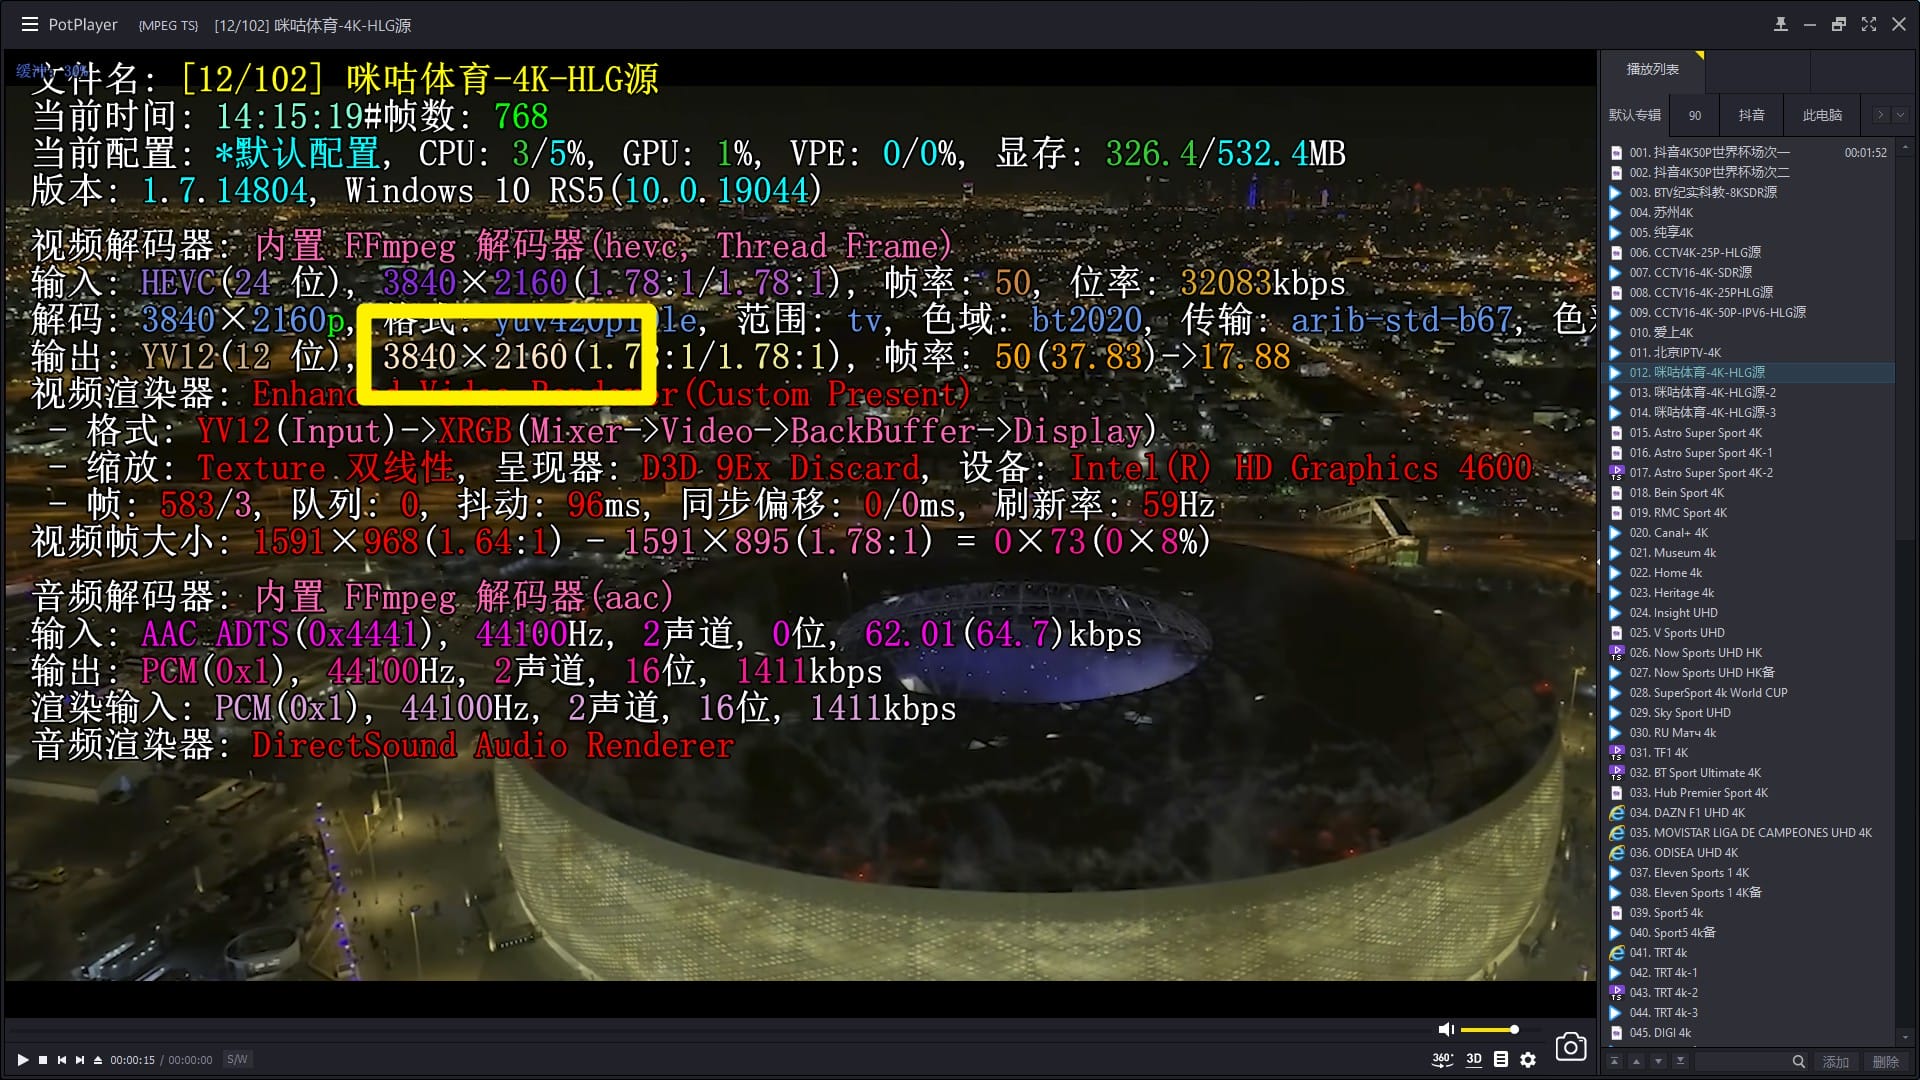 PotPlayer {MPEG TS} [12/102] 咪咕体育-4K-HLG源
缓冲: 30%
文件名: [12/102] 咪咕体育-4K-HLG源
当前时间: 14:15:19#帧数: 768
当前配置: *默认配置, CPU: 3/5%, GPU: 1%, VPE: 0/0%, 显存: 326.4/532.4MB
版本: 1.7.14804, Windows 10 RS5(10.0.19044)
视频解码器: 内置 FFmpeg 解码器(hevc, Thread Frame)
输入: HEVC(24 位), 3840×2160(1.78:1/1.78:1), 帧率: 50, 位率: 32083kbps
解码: 3840×2160p, 格式: yuv420p10le, 范围: tv, 色域: bt2020, 传输: arib-std-b67, 色
输出: YV12(12 位), 3840×2160(1.78:1/1.78:1), 帧率: 50(37.83)->17.88
视频渲染器: Enhanced Video Renderer(Custom Present)
- 格式: YV12(Input)->XRGB(Mixer->Video->BackBuffer->Display)
- 缩放: Texture 双线性, 呈现器: D3D 9Ex Discard, 设备: Intel(R) HD Graphics 4600
- 帧: 583/3, 队列: 0, 抖动: 96ms, 同步偏移: 0/0ms, 刷新率: 59Hz
视频帧大小: 1591×968(1.64:1) - 1591×895(1.78:1) = 0×73(0×8%)
音频解码器: 内置 FFmpeg 解码器(aac)
输入: AAC ADTS(0x4441), 44100Hz, 2声道, 0位, 62.01(64.7)kbps
输出: PCM(0x1), 44100Hz, 2声道, 16位, 1411kbps
渲染输入: PCM(0x1), 44100Hz, 2声道, 16位, 1411kbps
音频渲染器: DirectSound Audio Renderer
00:00:15 / 00:00:00 S/W
360° 3D
播放列表
默认专辑 90 抖音 此电脑
001. 抖音4K50P世界杯场次一 00:01:52
002. 抖音4K50P世界杯场次二
003. BTV纪实科教-8KSDR源
004. 苏州4K
005. 纯享4K
006. CCTV4K-25P-HLG源
007. CCTV16-4K-SDR源
008. CCTV16-4K-25PHLG源
009. CCTV16-4K-50P-IPV6-HLG源
010. 爱上4K
011. 北京IPTV-4K
012. 咪咕体育-4K-HLG源
013. 咪咕体育-4K-HLG源-2
014. 咪咕体育-4K-HLG源-3
015. Astro Super Sport 4K
016. Astro Super Sport 4K-1
017. Astro Super Sport 4K-2
018. Bein Sport 4K
019. RMC Sport 4K
020. Canal+ 4K
021. Museum 4k
022. Home 4k
023. Heritage 4k
024. Insight UHD
025. V Sports UHD
026. Now Sports UHD HK
027. Now Sports UHD HK备
028. SuperSport 4k World CUP
029. Sky Sport UHD
030. RU Матч 4k
031. TF1 4K
032. BT Sport Ultimate 4K
033. Hub Premier Sport 4K
034. DAZN F1 UHD 4K
035. MOVISTAR LIGA DE CAMPEONES UHD 4K
036. ODISEA UHD 4K
037. Eleven Sports 1 4K
038. Eleven Sports 1 4K备
039. Sport5 4k
040. Sport5 4k备
041. TRT 4k
042. TRT 4k-1
043. TRT 4k-2
044. TRT 4k-3
045. DIGI 4k
添加 删除